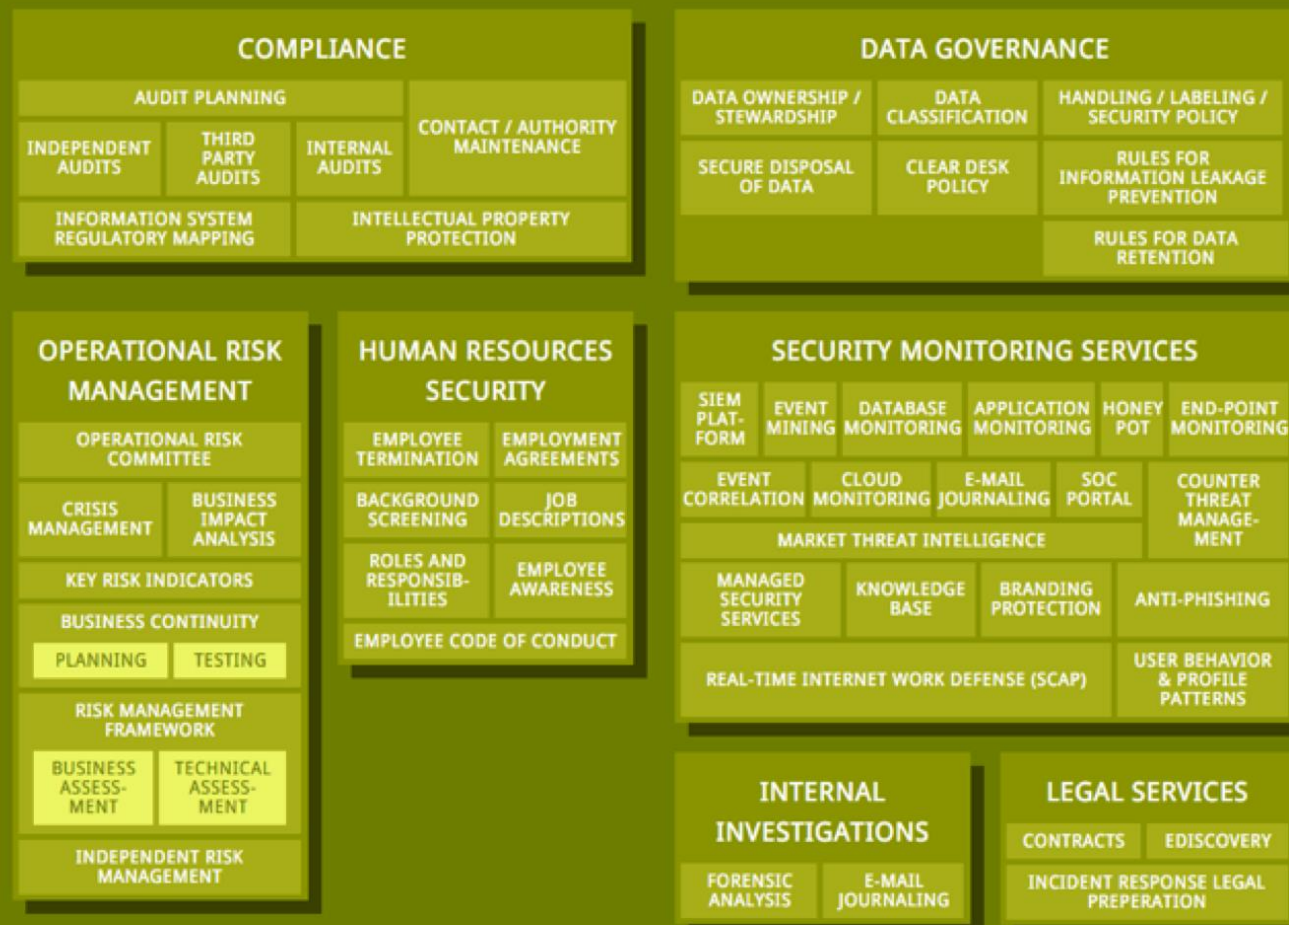 COMPLIANCE
AUDIT PLANNING
INDEPENDENT
AUDITS
THIRD
PARTY
AUDITS
INTERNAL
AUDITS
CONTACT / AUTHORITY
MAINTENANCE
INFORMATION SYSTEM
REGULATORY MAPPING
INTELLECTUAL PROPERTY
PROTECTION
DATA GOVERNANCE
DATA OWNERSHIP /
STEWARDSHIP
DATA
CLASSIFICATION
HANDLING / LABELING /
SECURITY POLICY
SECURE DISPOSAL
OF DATA
CLEAR DESK
POLICY
RULES FOR
INFORMATION LEAKAGE
PREVENTION
RULES FOR DATA
RETENTION
OPERATIONAL RISK
MANAGEMENT
OPERATIONAL RISK
COMMITTEE
CRISIS
MANAGEMENT
BUSINESS
IMPACT
ANALYSIS
KEY RISK INDICATORS
BUSINESS CONTINUITY
PLANNING
TESTING
RISK MANAGEMENT
FRAMEWORK
BUSINESS
ASSESS-
MENT
TECHNICAL
ASSESS-
MENT
INDEPENDENT RISK
MANAGEMENT
HUMAN RESOURCES
SECURITY
EMPLOYEE
TERMINATION
EMPLOYMENT
AGREEMENTS
BACKGROUND
SCREENING
JOB
DESCRIPTIONS
ROLES AND
RESPONSIB-
ILITIES
EMPLOYEE
AWARENESS
EMPLOYEE CODE OF CONDUCT
SECURITY MONITORING SERVICES
SIEM
PLAT-
FORM
EVENT
MINING
DATABASE
MONITORING
APPLICATION
MONITORING
HONEY
POT
END-POINT
MONITORING
EVENT
CORRELATION
CLOUD
MONITORING
E-MAIL
JOURNALING
SOC
PORTAL
COUNTER
THREAT
MANAGE-
MENT
MARKET THREAT INTELLIGENCE
MANAGED
SECURITY
SERVICES
KNOWLEDGE
BASE
BRANDING
PROTECTION
ANTI-PHISHING
REAL-TIME INTERNET WORK DEFENSE (SCAP)
USER BEHAVIOR
& PROFILE
PATTERNS
INTERNAL
INVESTIGATIONS
FORENSIC
ANALYSIS
E-MAIL
JOURNALING
LEGAL SERVICES
CONTRACTS
EDISCOVERY
INCIDENT RESPONSE LEGAL
PREPERATION